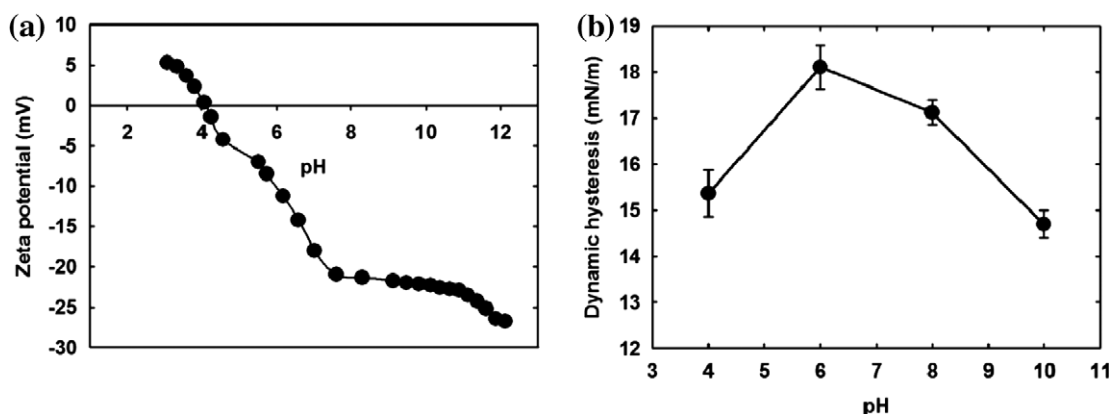 (a)
Zeta potential (mV)
10
5
0
-5
-10
-15
-20
-25
-30
2 4 6 8 10 12
pH
(b)
Dynamic hysteresis (mN/m)
19
18
17
16
15
14
13
12
3 4 5 6 7 8 9 10 11
pH